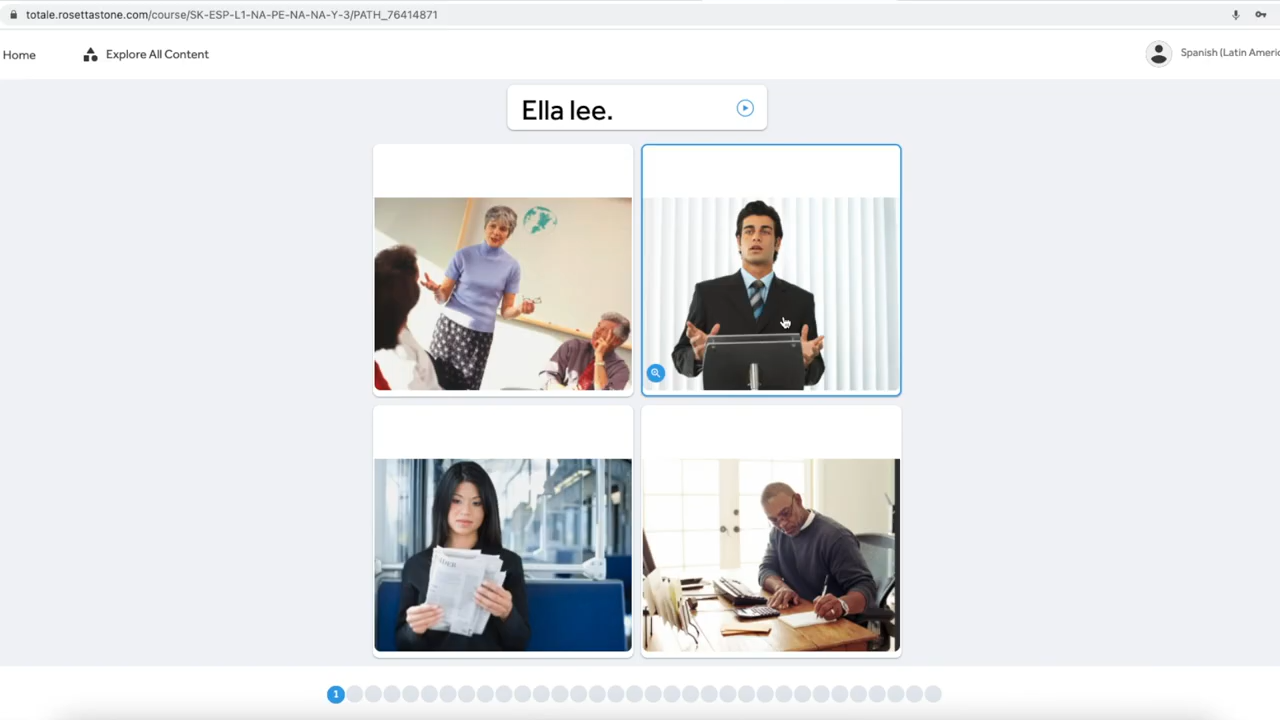 totale.rosettastone.com/course/SK-ESP-L1-NA-PE-NA-NA-Y-3/PATH_76414871
Home
Explore All Content
Spanish (Latin Americ
Ella lee.
1